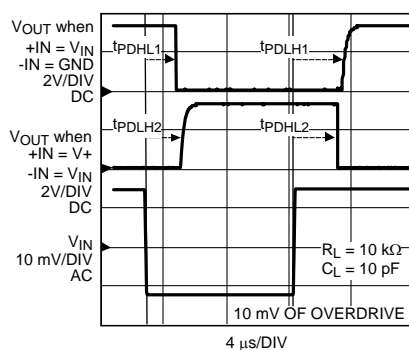 VOUT when
+IN = VIN
-IN = GND
2V/DIV
DC
tPDHL1
tPDLH1
VOUT when
+IN = V+
-IN = VIN
2V/DIV
DC
tPDLH2
tPDHL2
VIN
10 mV/DIV
AC
RL = 10 kΩ
CL = 10 pF
10 mV OF OVERDRIVE
4 µs/DIV